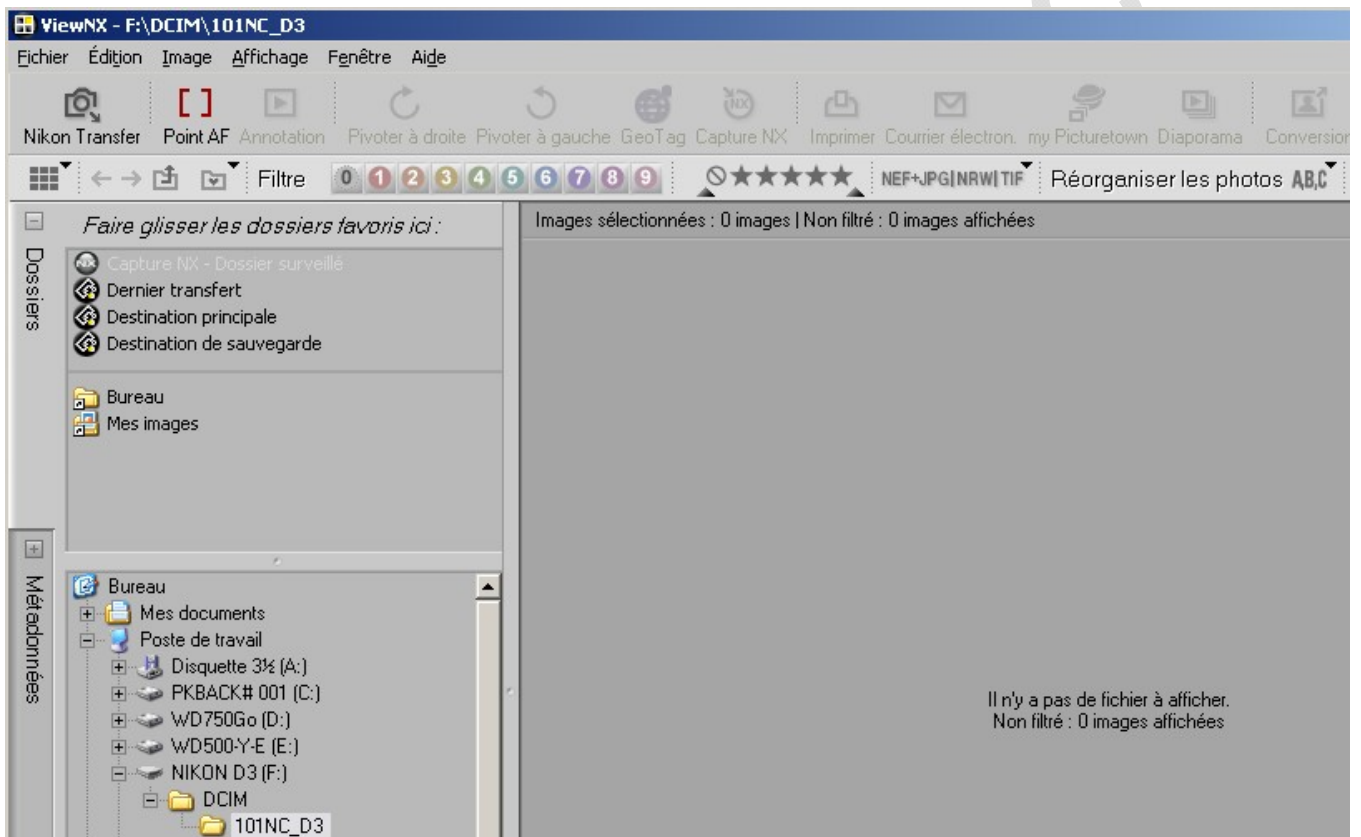 ViewNX - F:\DCIM\101NC_D3
Fichier Édition Image Affichage Fenêtre Aide
Nikon Transfer Point AF Annotation Pivoter à droite Pivoter à gauche GeoTag Capture NX Imprimer Courrier électron. my Picturetown Diaporama Conversion
Filtre 0 1 2 3 4 5 6 7 8 9 NEF+JPG|NRW|TIF Réorganiser les photos A,B,C
Dossiers
Faire glisser les dossiers favoris ici :
Images sélectionnées : 0 images | Non filtré : 0 images affichées
Capture NX - Dossier surveillé
Dernier transfert
Destination principale
Destination de sauvegarde
Bureau
Mes images
Métadonnées
Bureau
Mes documents
Poste de travail
Disquette 3½ (A:)
PKBACK# 001 (C:)
WD750Go (D:)
WD500-Y-E (E:)
NIKON D3 (F:)
DCIM
101NC_D3
Il n'y a pas de fichier à afficher.
Non filtré : 0 images affichées